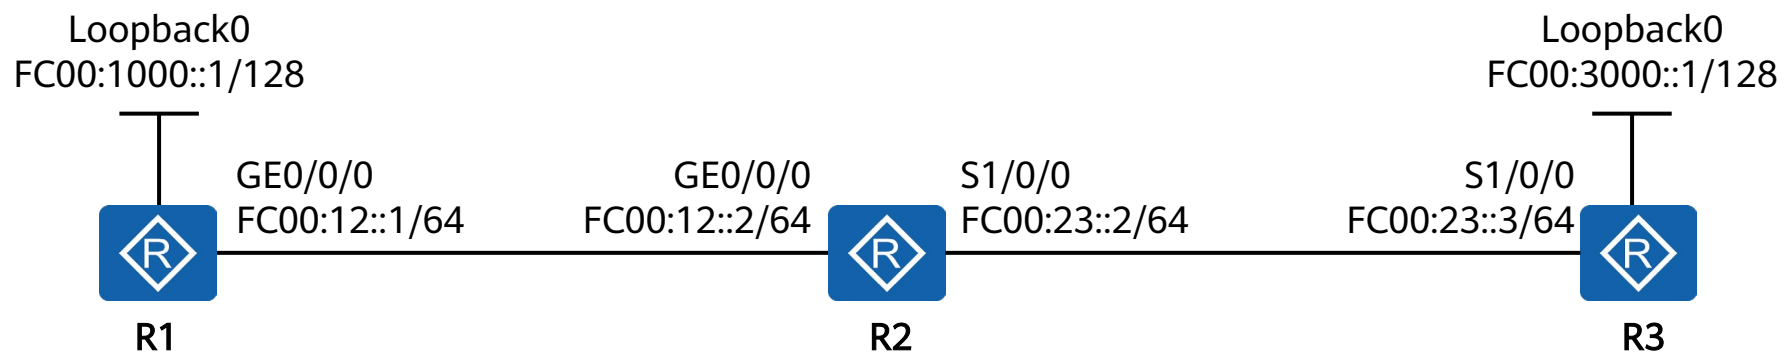 Loopback0
FC00:1000::1/128
Loopback0
FC00:3000::1/128
GE0/0/0
FC00:12::1/64
GE0/0/0
FC00:12::2/64
S1/0/0
FC00:23::2/64
S1/0/0
FC00:23::3/64
R
R
R
R1
R2
R3